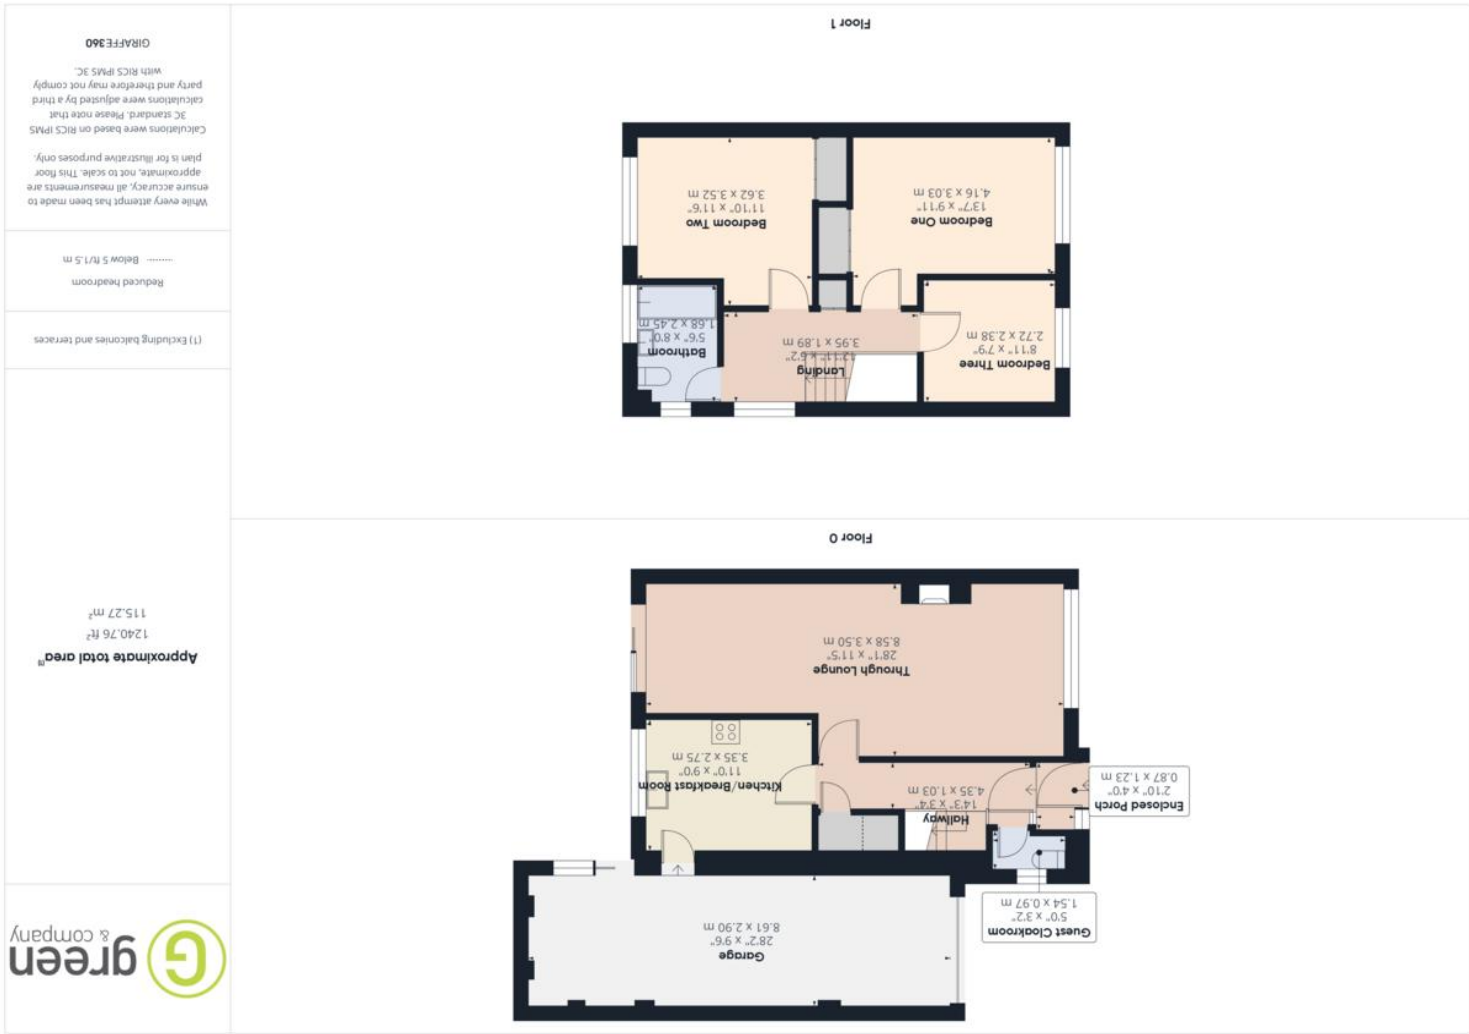 green
& company
Approximate total area⁽¹⁾
1240.76 ft²
115.27 m²
(1) Excluding balconies and terraces
Reduced headroom
Below 5 ft/1.5 m
While every attempt has been made to
ensure accuracy, all measurements are
approximate, not to scale. This floor
plan is for illustrative purposes only.
Calculations were based on RICS IPMS
3C standard. Please note that
calculations were adjusted by a third
party and therefore may not comply
with RICS IPMS 3C.
GIRAFFE360
Garage
28'2" x 9'6"
8.61 x 2.90 m
Guest Cloakroom
5'0" x 3'2"
1.54 x 0.97 m
Enclosed Porch
2'10" x 4'0"
0.87 x 1.23 m
Hallway
14'3" x 3'4"
4.35 x 1.03 m
Kitchen/Breakfast Room
11'0" x 9'0"
3.35 x 2.75 m
Through Lounge
28'1" x 11'5"
8.58 x 3.50 m
Floor 0
Landing
12'11" x 6'2"
3.95 x 1.89 m
Bedroom Three
8'11" x 7'9"
2.72 x 2.38 m
Bathroom
5'6" x 8'0"
1.68 x 2.45 m
Bedroom One
13'7" x 9'11"
4.16 x 3.03 m
Bedroom Two
11'10" x 11'6"
3.62 x 3.52 m
Floor 1